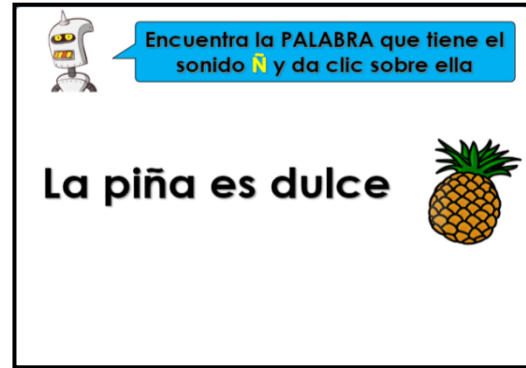 Encuentra la PALABRA que tiene el
sonido Ñ y da clic sobre ella
La piña es dulce